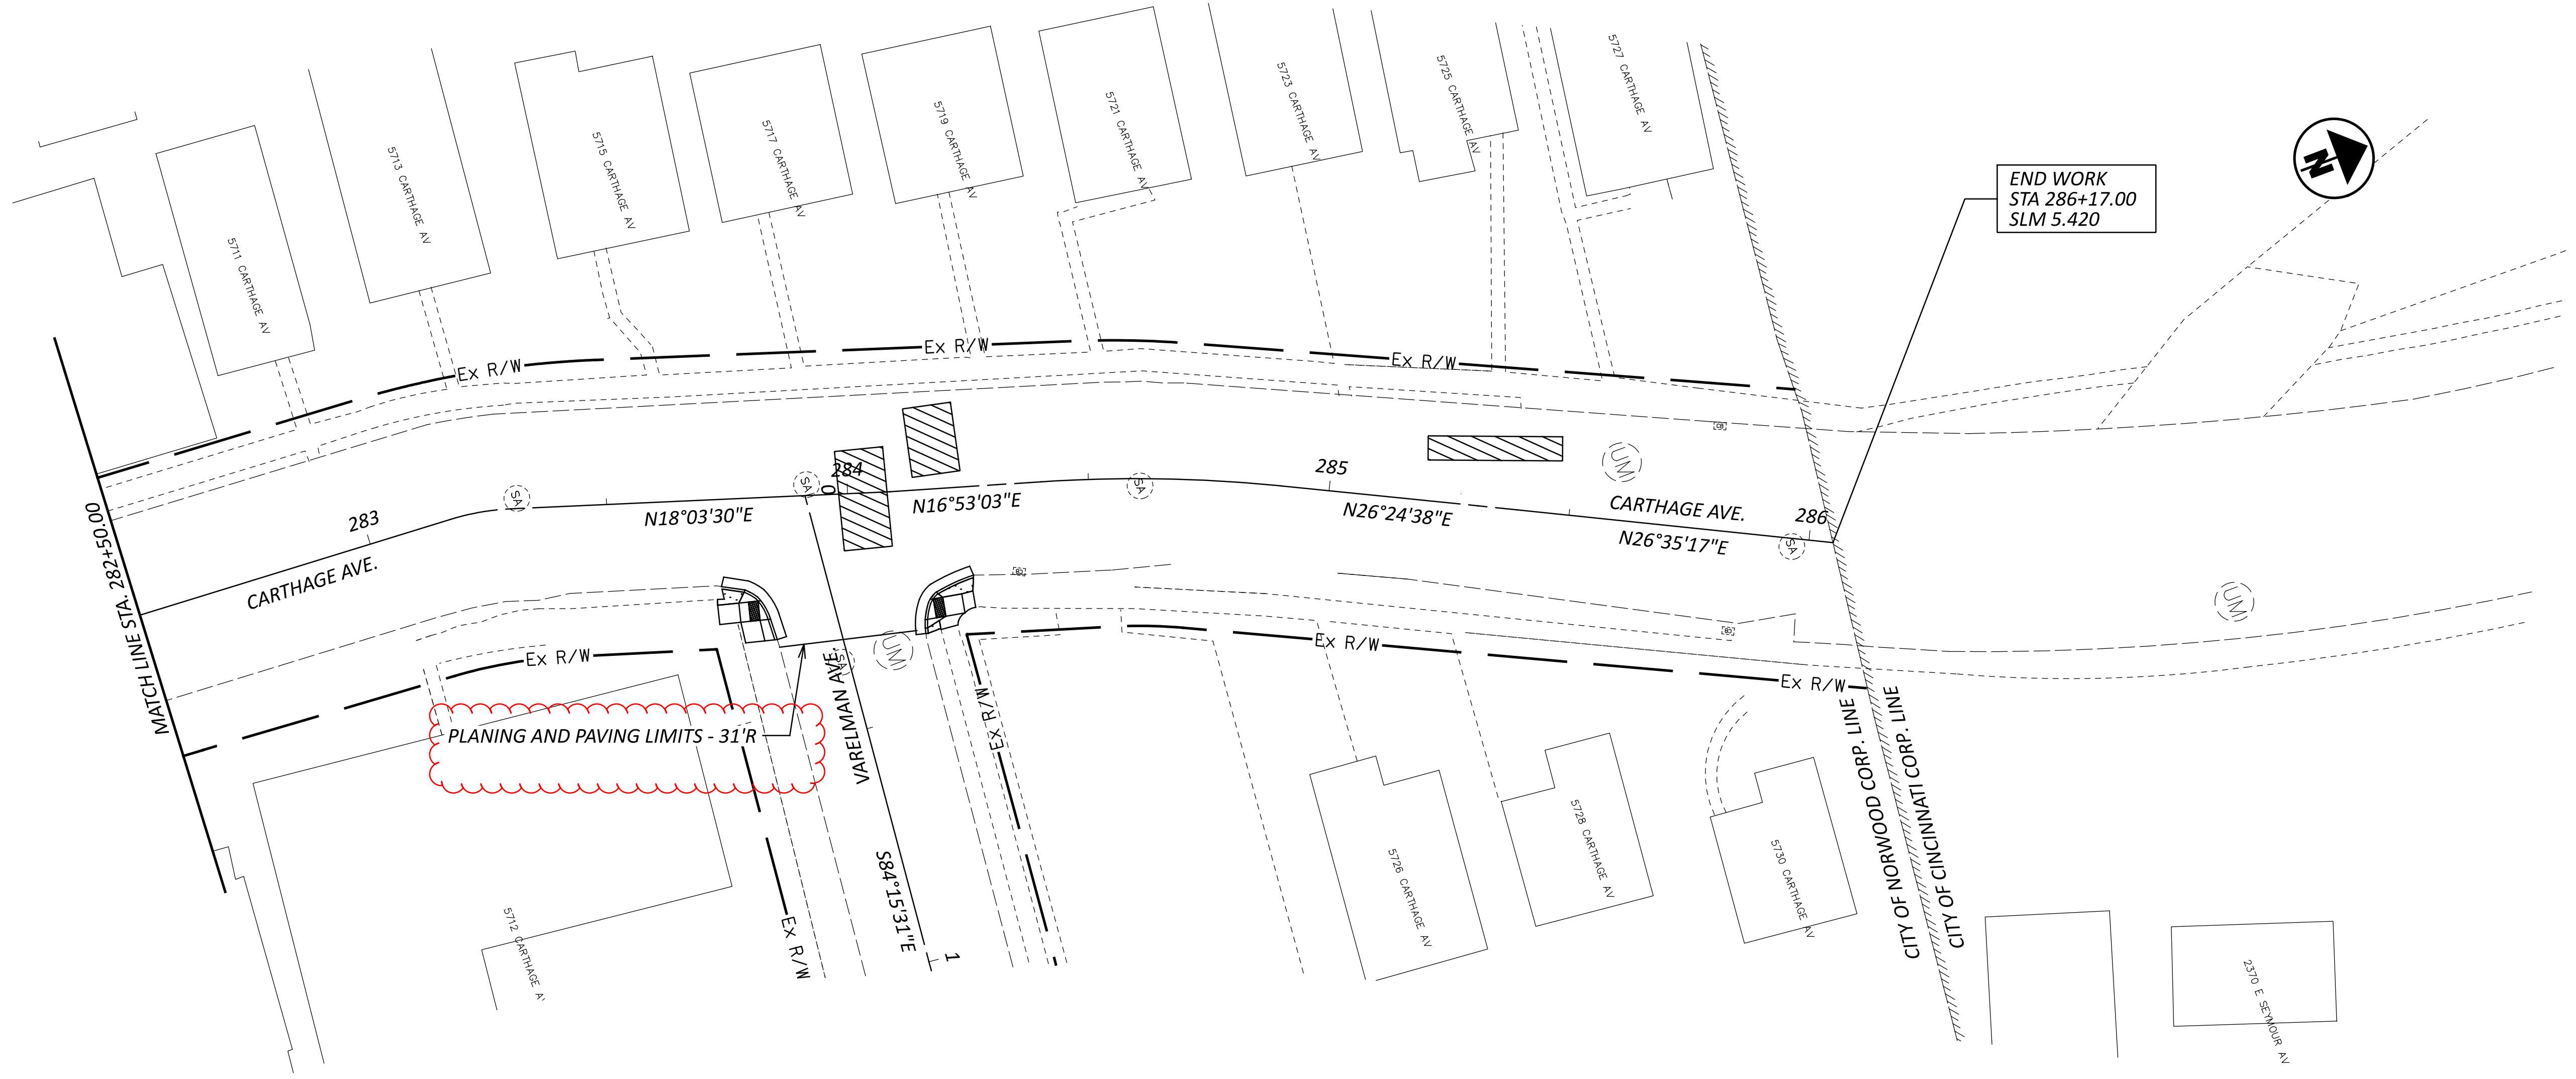 5711 CARTHAGE AV
5713 CARTHAGE AV
5715 CARTHAGE AV
5717 CARTHAGE AV
5719 CARTHAGE AV
5721 CARTHAGE AV
5723 CARTHAGE AV
5725 CARTHAGE AV
5727 CARTHAGE AV
N
END WORK
STA 286+17.00
SLM 5.420
Ex R/W
Ex R/W
Ex R/W
MATCH LINE STA. 282+50.00
283
CARTHAGE AVE.
SA
N18°03'30"E
SA
0
284
N16°53'03"E
SA
285
N26°24'38"E
UM
CARTHAGE AVE.
N26°35'17"E
286
SA
UM
Ex R/W
SA
UM
Ex R/W
Ex R/W
Ex R/W
PLANING AND PAVING LIMITS - 31'R
VARELMAN AVE.
S84°15'31"E
1
Ex R/W
CITY OF NORWOOD CORP. LINE
CITY OF CINCINNATI CORP. LINE
5712 CARTHAGE A'
5726 CARTHAGE AV
5728 CARTHAGE AV
5730 CARTHAGE AV
2370 E SEYMOUR AV